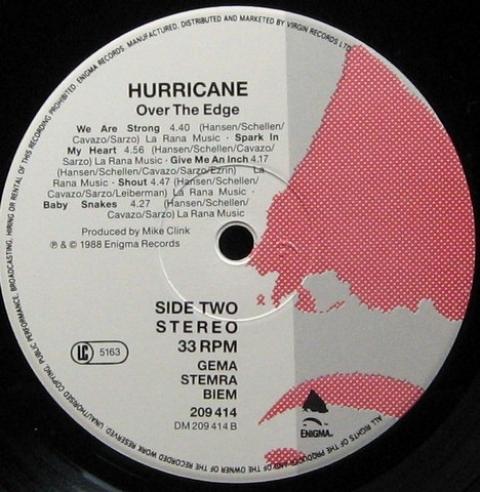 HURRICANE
Over The Edge
We Are Strong 4.40 (Hansen/Schellen/
Cavazo/Sarzo) La Rana Music · Spark In
My Heart 4.56 (Hansen/Schellen/Cavazo/
Sarzo) La Rana Music · Give Me An Inch 4.17
(Hansen/Schellen/Cavazo/Sarzo/Ezrin) La
Rana Music · Shout 4.47 (Hansen/Schellen/
Cavazo/Sarzo/Leiberman) La Rana Music ·
Baby Snakes 4.27 (Hansen/Schellen/
Cavazo/Sarzo) La Rana Music
Produced by Mike Clink
℗ & © 1988 Enigma Records
SIDE TWO
STEREO
33 RPM
GEMA
STEMRA
BIEM
209 414
DM 209 414 B
LC 5163
ENIGMA
ALL RIGHTS OF THE PRODUCER AND OF THE OWNER OF THE RECORDED WORK RESERVED. UNAUTHORISED COPYING, PUBLIC PERFORMANCE, BROADCASTING, HIRING OR RENTAL OF THIS RECORDING PROHIBITED. ENIGMA RECORDS. MANUFACTURED, DISTRIBUTED AND MARKETED BY VIRGIN RECORDS LTD.